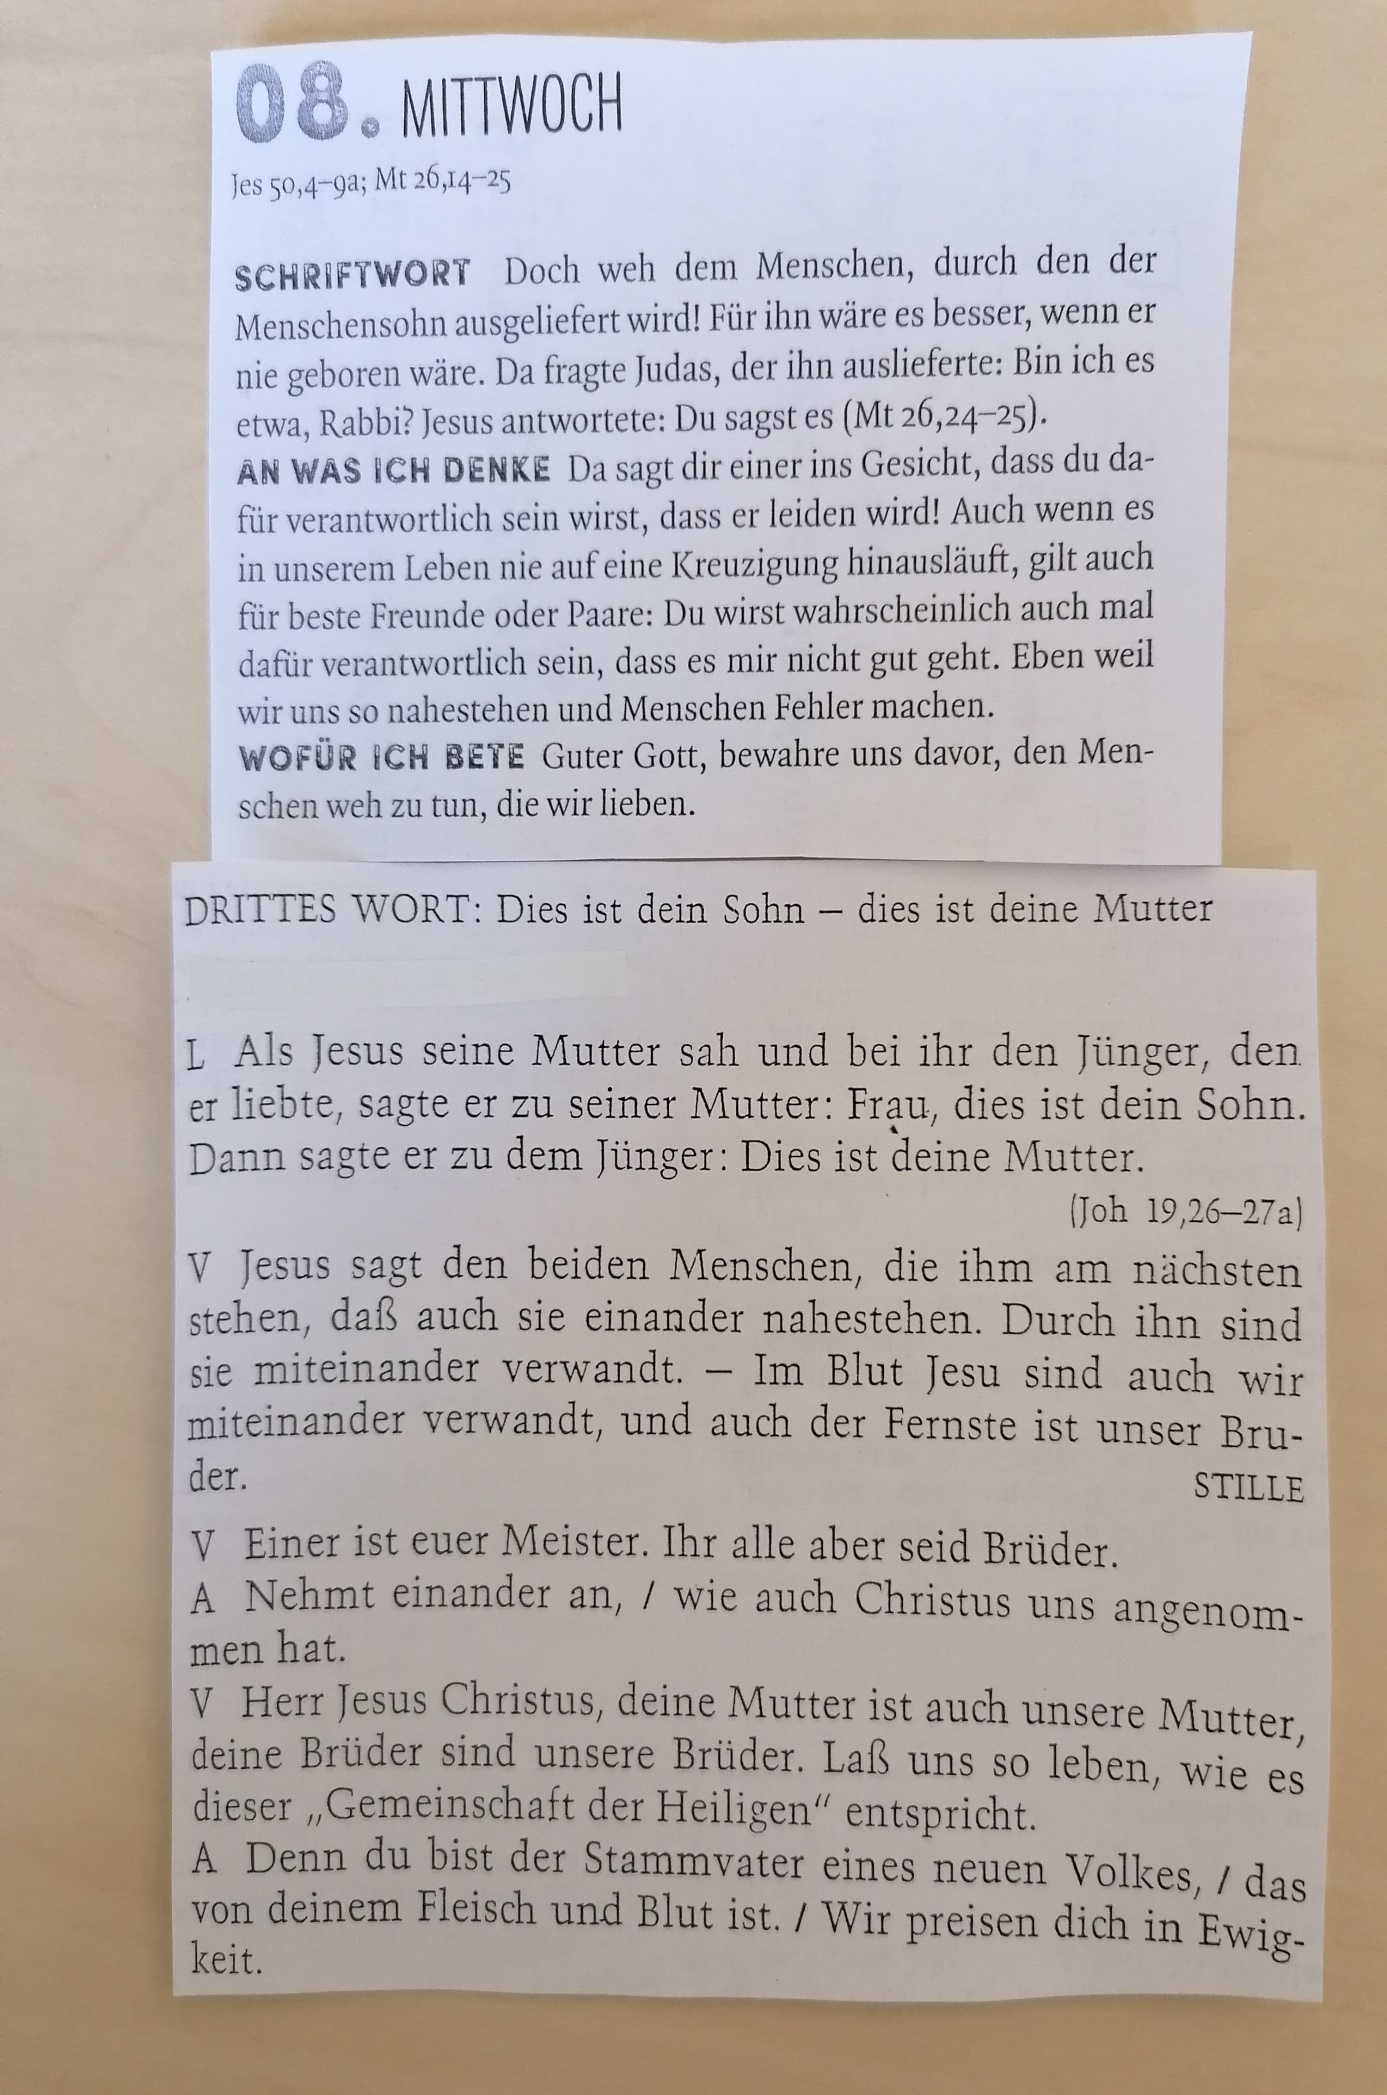 08. MITTWOCH
Jes 50,4–9a; Mt 26,14–25
SCHRIFTWORT Doch weh dem Menschen, durch den der
Menschensohn ausgeliefert wird! Für ihn wäre es besser, wenn er
nie geboren wäre. Da fragte Judas, der ihn auslieferte: Bin ich es
etwa, Rabbi? Jesus antwortete: Du sagst es (Mt 26,24–25).
AN WAS ICH DENKE Da sagt dir einer ins Gesicht, dass du da-
für verantwortlich sein wirst, dass er leiden wird! Auch wenn es
in unserem Leben nie auf eine Kreuzigung hinausläuft, gilt auch
für beste Freunde oder Paare: Du wirst wahrscheinlich auch mal
dafür verantwortlich sein, dass es mir nicht gut geht. Eben weil
wir uns so nahestehen und Menschen Fehler machen.
WOFÜR ICH BETE Guter Gott, bewahre uns davor, den Men-
schen weh zu tun, die wir lieben.
DRITTES WORT: Dies ist dein Sohn – dies ist deine Mutter
L Als Jesus seine Mutter sah und bei ihr den Jünger, den
er liebte, sagte er zu seiner Mutter: Frau, dies ist dein Sohn.
Dann sagte er zu dem Jünger: Dies ist deine Mutter.
(Joh 19,26–27a)
V Jesus sagt den beiden Menschen, die ihm am nächsten
stehen, daß auch sie einander nahestehen. Durch ihn sind
sie miteinander verwandt. – Im Blut Jesu sind auch wir
miteinander verwandt, und auch der Fernste ist unser Bru-
der. STILLE
V Einer ist euer Meister. Ihr alle aber seid Brüder.
A Nehmt einander an, / wie auch Christus uns angenom-
men hat.
V Herr Jesus Christus, deine Mutter ist auch unsere Mutter,
deine Brüder sind unsere Brüder. Laß uns so leben, wie es
dieser „Gemeinschaft der Heiligen“ entspricht.
A Denn du bist der Stammvater eines neuen Volkes, / das
von deinem Fleisch und Blut ist. / Wir preisen dich in Ewig-
keit.